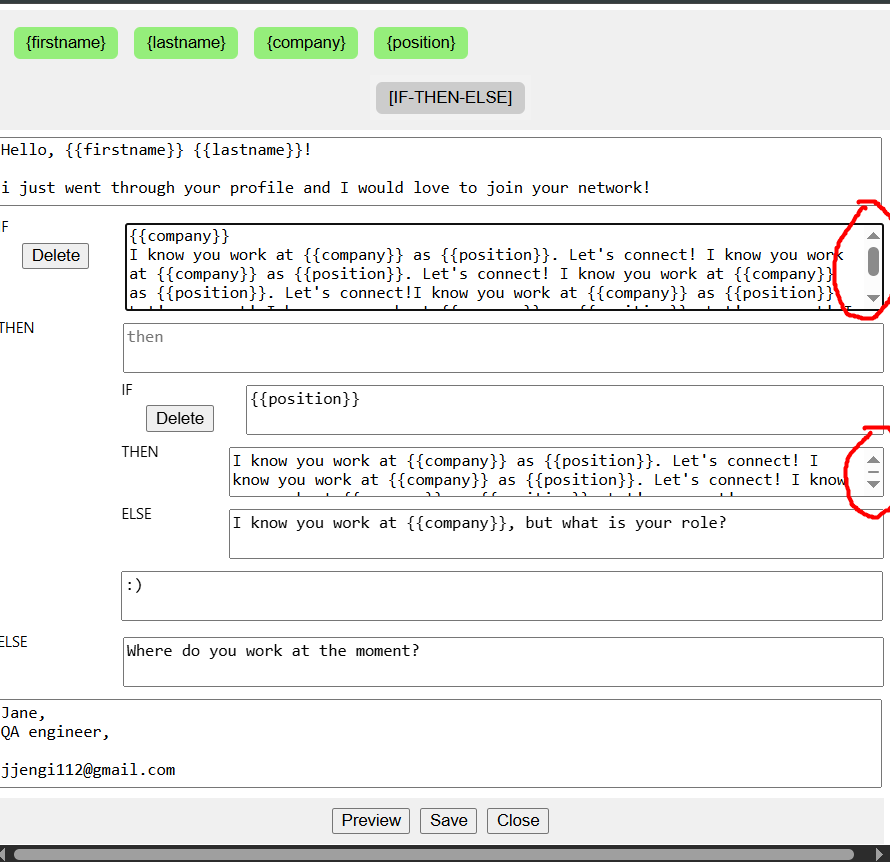 {firstname} {lastname} {company} {position}
[IF-THEN-ELSE]
Hello, {{firstname}} {{lastname}}!
i just went through your profile and I would love to join your network!
IF
Delete
{{company}}
I know you work at {{company}} as {{position}}. Let's connect! I know you work
at {{company}} as {{position}}. Let's connect! I know you work at {{company}}
as {{position}}. Let's connect!I know you work at {{company}} as {{position}}
THEN
then
IF
Delete
{{position}}
THEN
I know you work at {{company}} as {{position}}. Let's connect! I
know you work at {{company}} as {{position}}. Let's connect! I know
ELSE
I know you work at {{company}}, but what is your role?
:)
ELSE
Where do you work at the moment?
Jane,
QA engineer,
jjengi112@gmail.com
Preview Save Close